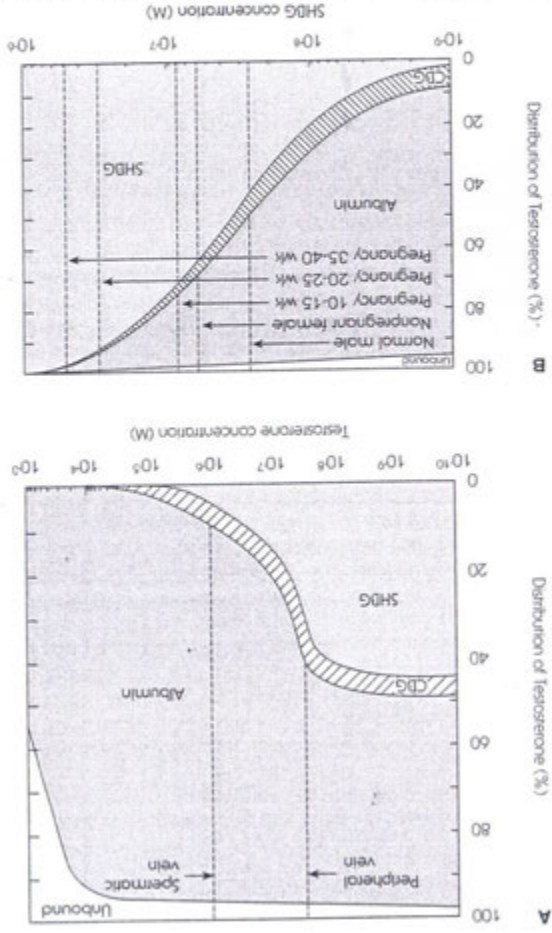 A
Distribution of Testosterone (%)
100
80
60
40
20
0
Unbound
Peripheral vein
Spermatic vein
Albumin
CBG
SHBG
10-10 10-9 10-8 10-7 10-6 10-5 10-4 10-3
Testosterone concentration (M)
B
Distribution of Testosterone (%)
100
80
60
40
20
0
Unbound
Normal male
Nonpregnant female
Pregnancy 10-15 wk
Pregnancy 20-25 wk
Pregnancy 35-40 wk
Albumin
SHBG
CBG
10-9 10-8 10-7 10-6
SHBG concentration (M)